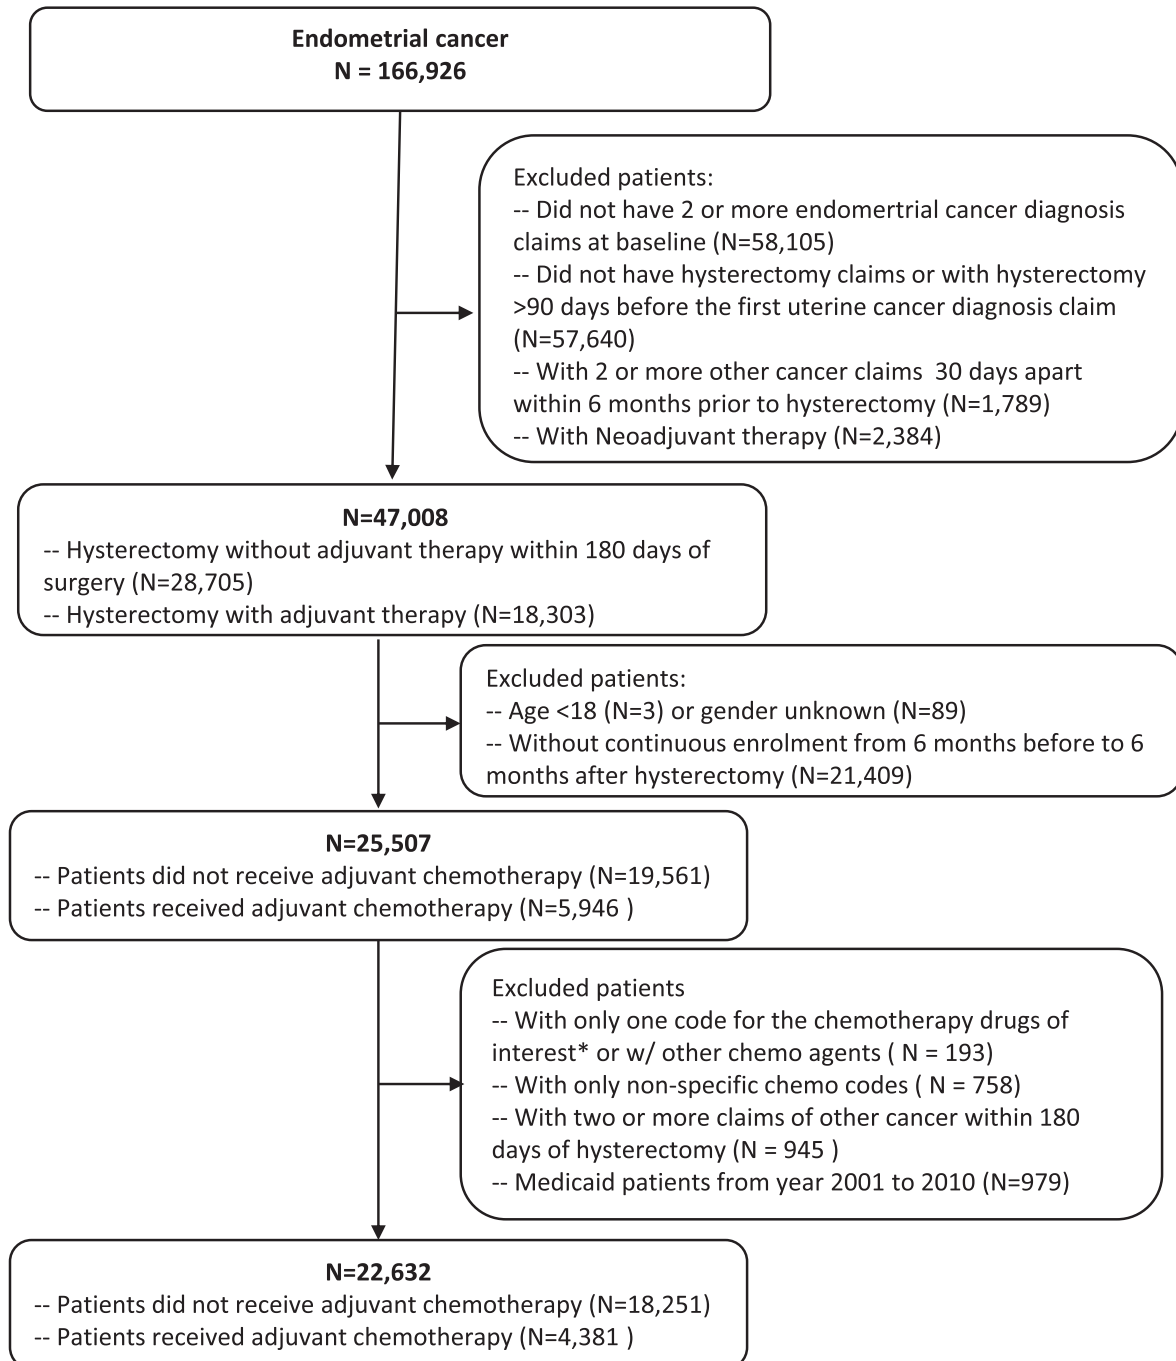 Endometrial cancer
N = 166,926
Excluded patients:
-- Did not have 2 or more endomertrial cancer diagnosis
claims at baseline (N=58,105)
-- Did not have hysterectomy claims or with hysterectomy
>90 days before the first uterine cancer diagnosis claim
(N=57,640)
-- With 2 or more other cancer claims  30 days apart
within 6 months prior to hysterectomy (N=1,789)
-- With Neoadjuvant therapy (N=2,384)
N=47,008
-- Hysterectomy without adjuvant therapy within 180 days of
surgery (N=28,705)
-- Hysterectomy with adjuvant therapy (N=18,303)
Excluded patients:
-- Age <18 (N=3) or gender unknown (N=89)
-- Without continuous enrolment from 6 months before to 6
months after hysterectomy (N=21,409)
N=25,507
-- Patients did not receive adjuvant chemotherapy (N=19,561)
-- Patients received adjuvant chemotherapy (N=5,946 )
Excluded patients
-- With only one code for the chemotherapy drugs of
interest* or w/ other chemo agents ( N = 193)
-- With only non-specific chemo codes ( N = 758)
-- With two or more claims of other cancer within 180
days of hysterectomy (N = 945 )
-- Medicaid patients from year 2001 to 2010 (N=979)
N=22,632
-- Patients did not receive adjuvant chemotherapy (N=18,251)
-- Patients received adjuvant chemotherapy (N=4,381 )